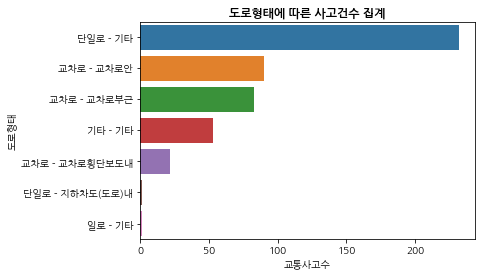 도로형태에 따른 사고건수 집계
단일로 - 기타
교차로 - 교차로안
교차로 - 교차로부근
기타 - 기타
교차로 - 교차로횡단보도내
단일로 - 지하차도(도로)내
일로 - 기타
도로형태
0 50 100 150 200
교통사고수